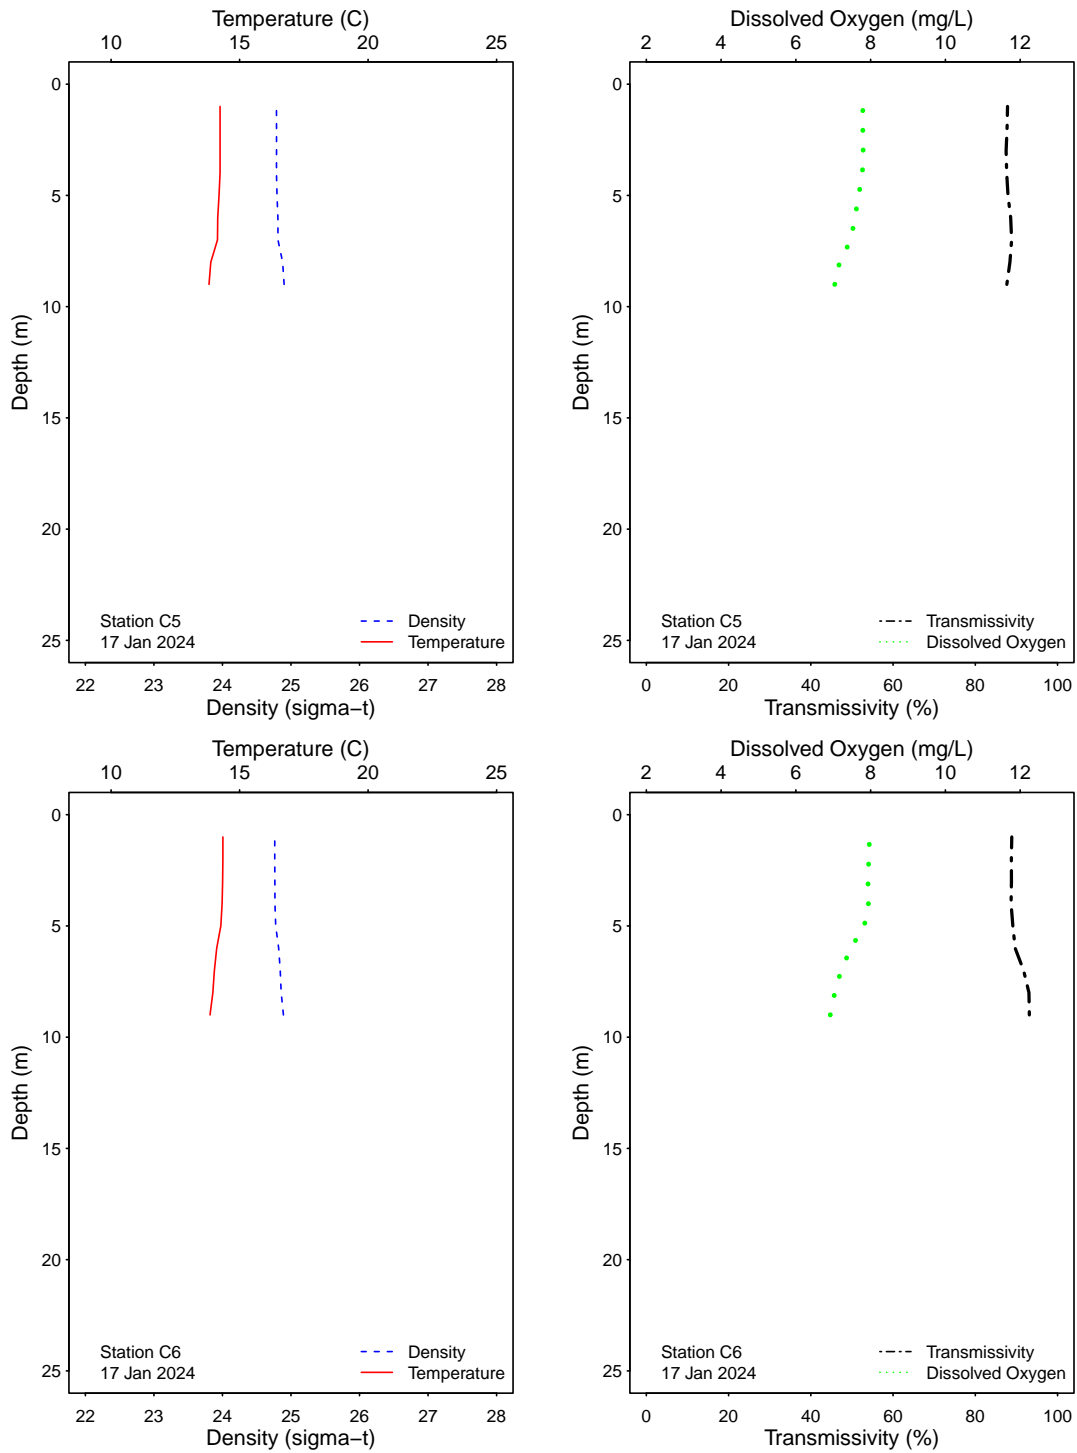 Temperature (C)
10 15 20 25
0
5
10
15
20
25
Depth (m)
Station C5
17 Jan 2024
Density
Temperature
22 23 24 25 26 27 28
Density (sigma−t)
Dissolved Oxygen (mg/L)
2 4 6 8 10 12
0
5
10
15
20
25
Depth (m)
Station C5
17 Jan 2024
Transmissivity
Dissolved Oxygen
0 20 40 60 80 100
Transmissivity (%)
Temperature (C)
10 15 20 25
0
5
10
15
20
25
Depth (m)
Station C6
17 Jan 2024
Density
Temperature
22 23 24 25 26 27 28
Density (sigma−t)
Dissolved Oxygen (mg/L)
2 4 6 8 10 12
0
5
10
15
20
25
Depth (m)
Station C6
17 Jan 2024
Transmissivity
Dissolved Oxygen
0 20 40 60 80 100
Transmissivity (%)